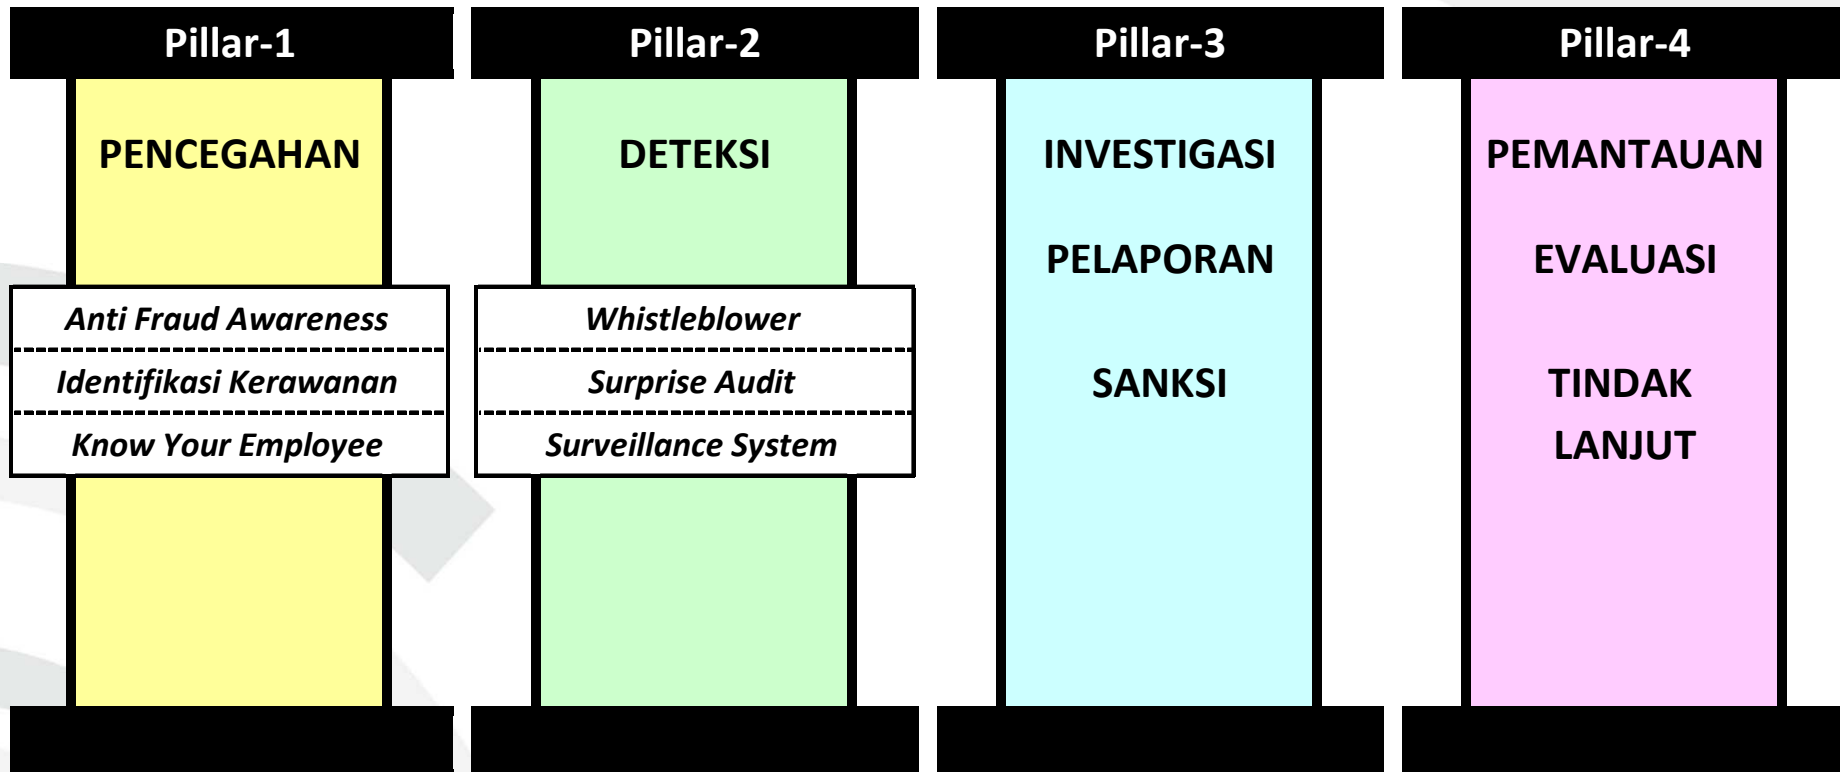 Pillar-1
PENCEGAHAN
Anti Fraud Awareness
Identifikasi Kerawanan
Know Your Employee
Pillar-2
DETEKSI
Whistleblower
Surprise Audit
Surveillance System
Pillar-3
INVESTIGASI
PELAPORAN
SANKSI
Pillar-4
PEMANTAUAN
EVALUASI
TINDAK
LANJUT